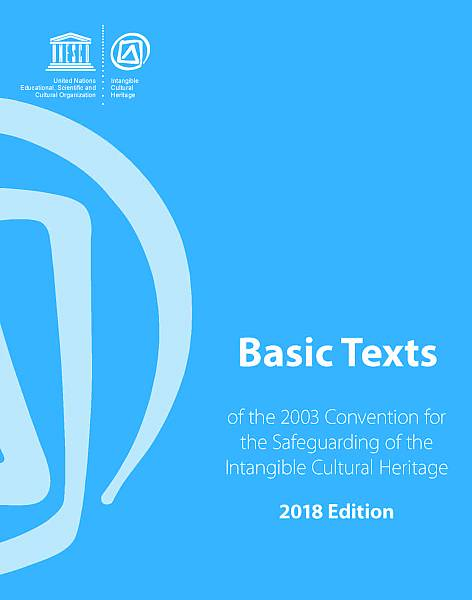 United Nations
Educational, Scientific and
Cultural Organization
Intangible
Cultural
Heritage
Basic Texts
of the 2003 Convention for
the Safeguarding of the
Intangible Cultural Heritage
2018 Edition